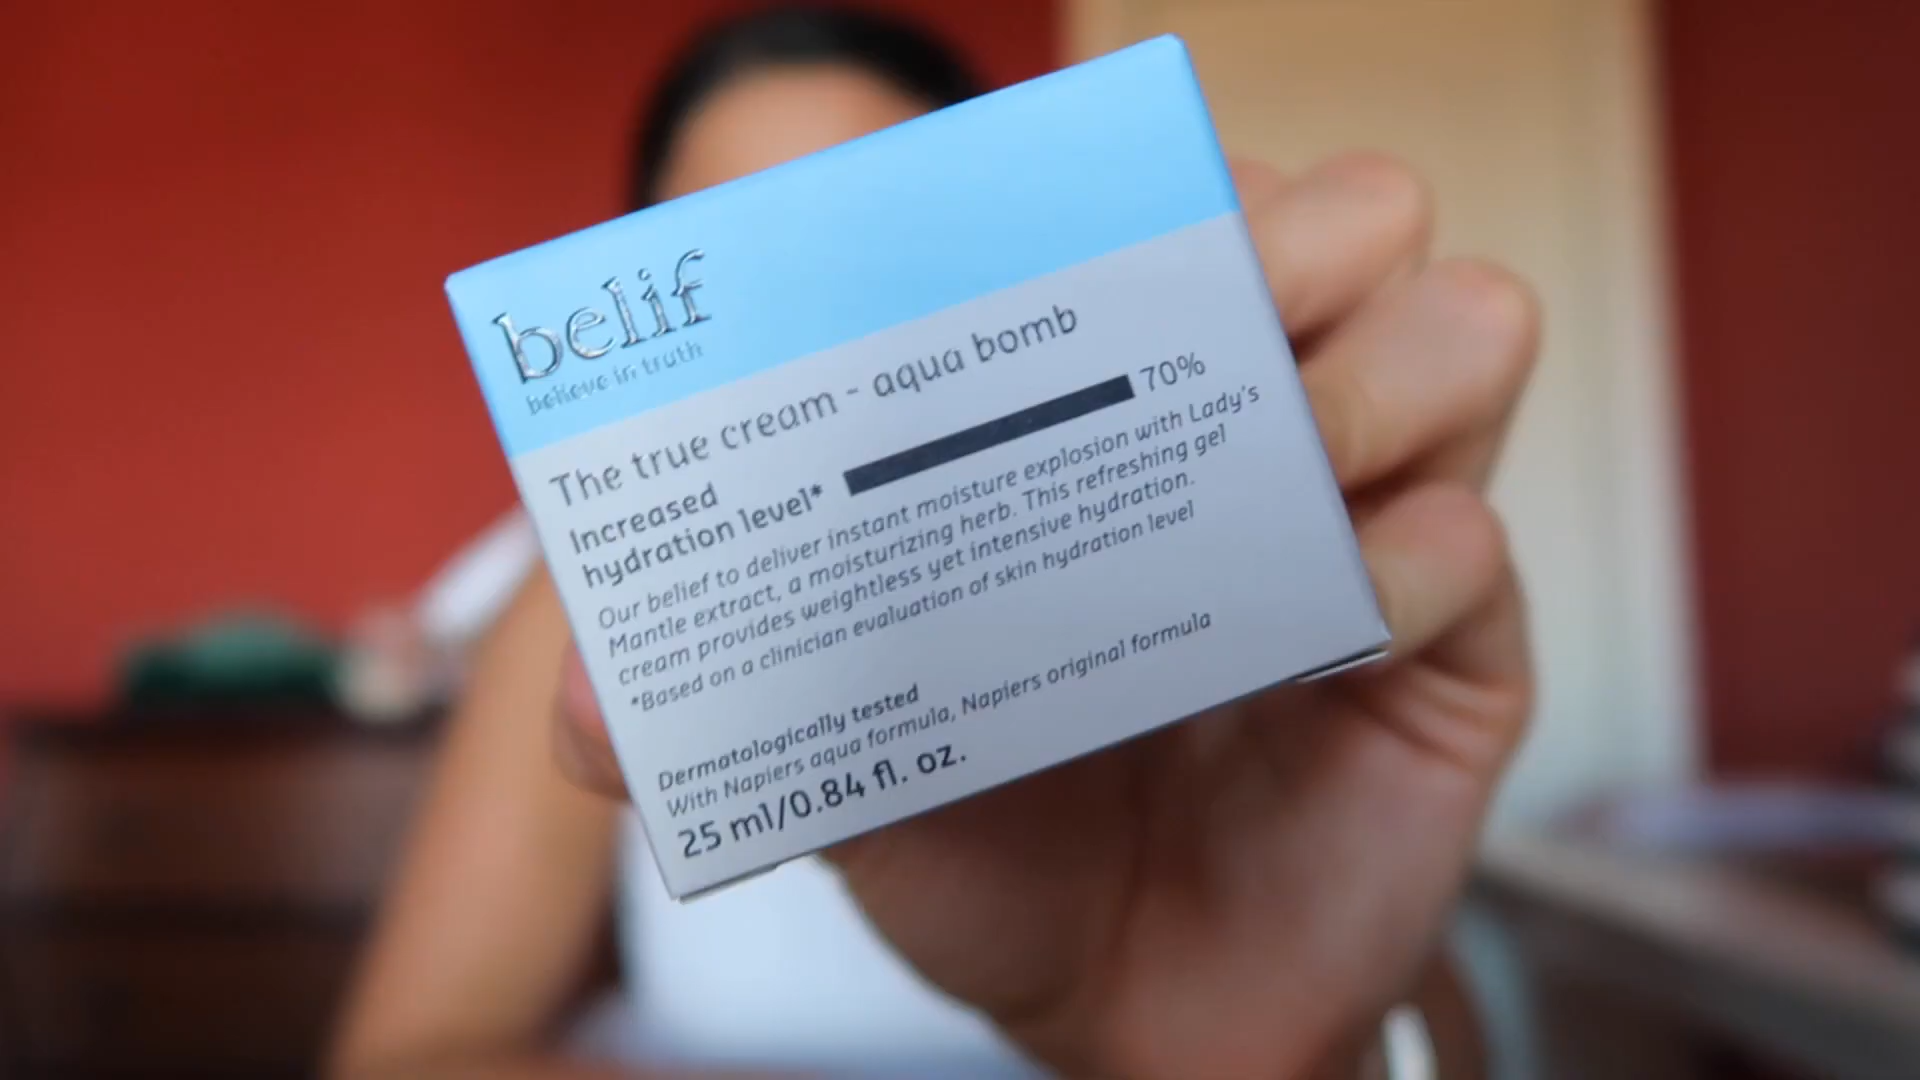 belif
believe in truth
The true cream - aqua bomb
Increased
hydration level* 70%
Our belief to deliver instant moisture explosion with Lady's
Mantle extract, a moisturizing herb. This refreshing gel
cream provides weightless yet intensive hydration.
*Based on a clinician evaluation of skin hydration level
Dermatologically tested
With Napiers aqua formula, Napiers original formula
25 ml/0.84 fl. oz.